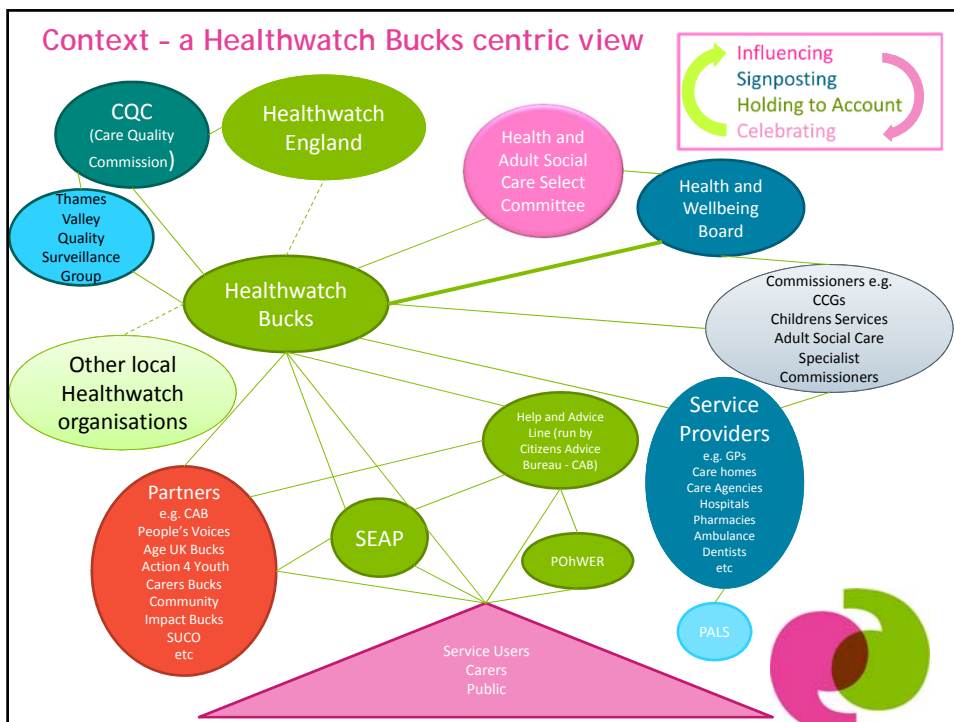 Context - a Healthwatch Bucks centric view
Influencing
Signposting
Holding to Account
Celebrating
CQC
(Care Quality
Commission)
Healthwatch
England
Health and
Adult Social
Care Select
Committee
Health and
Wellbeing
Board
Thames
Valley
Quality
Surveillance
Group
Healthwatch
Bucks
Commissioners e.g.
CCGs
Childrens Services
Adult Social Care
Specialist
Commissioners
Other local
Healthwatch
organisations
Help and Advice
Line (run by
Citizens Advice
Bureau - CAB)
Service
Providers
e.g. GPs
Care homes
Care Agencies
Hospitals
Pharmacies
Ambulance
Dentists
etc
Partners
e.g. CAB
People's Voices
Age UK Bucks
Action 4 Youth
Carers Bucks
Community
Impact Bucks
SUCO
etc
SEAP
POhWER
PALS
Service Users
Carers
Public